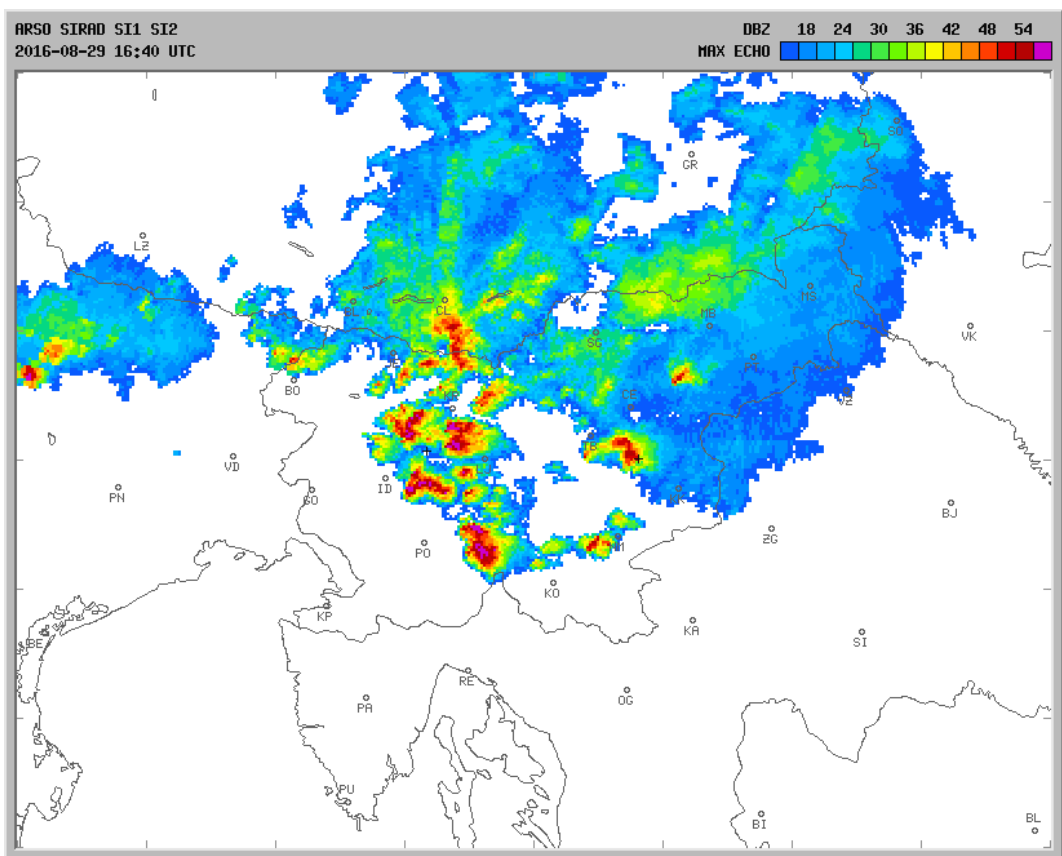 ARSO SIRAD SI1 SI2
DBZ 18 24 30 36 42 48 54
2016-08-29 16:40 UTC
MAX ECHO
SO
GR
LZ
MS
CL
MB
VK
SG
BO
CE
VZ
KR
VD
ID
PN
GO
BJ
ZG
PO
KO
KP
KA
SI
BE
RE
PA
OG
PU
BI
BL